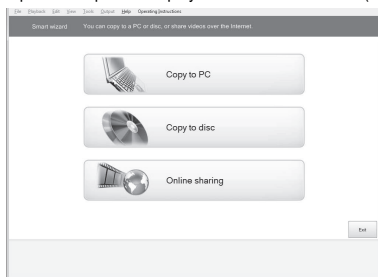 File Playback Edit View Tools Output Help Operating Instructions
Smart wizard You can copy to a PC or disc, or share videos over the Internet.
Copy to PC
Copy to disc
Online sharing
Exit